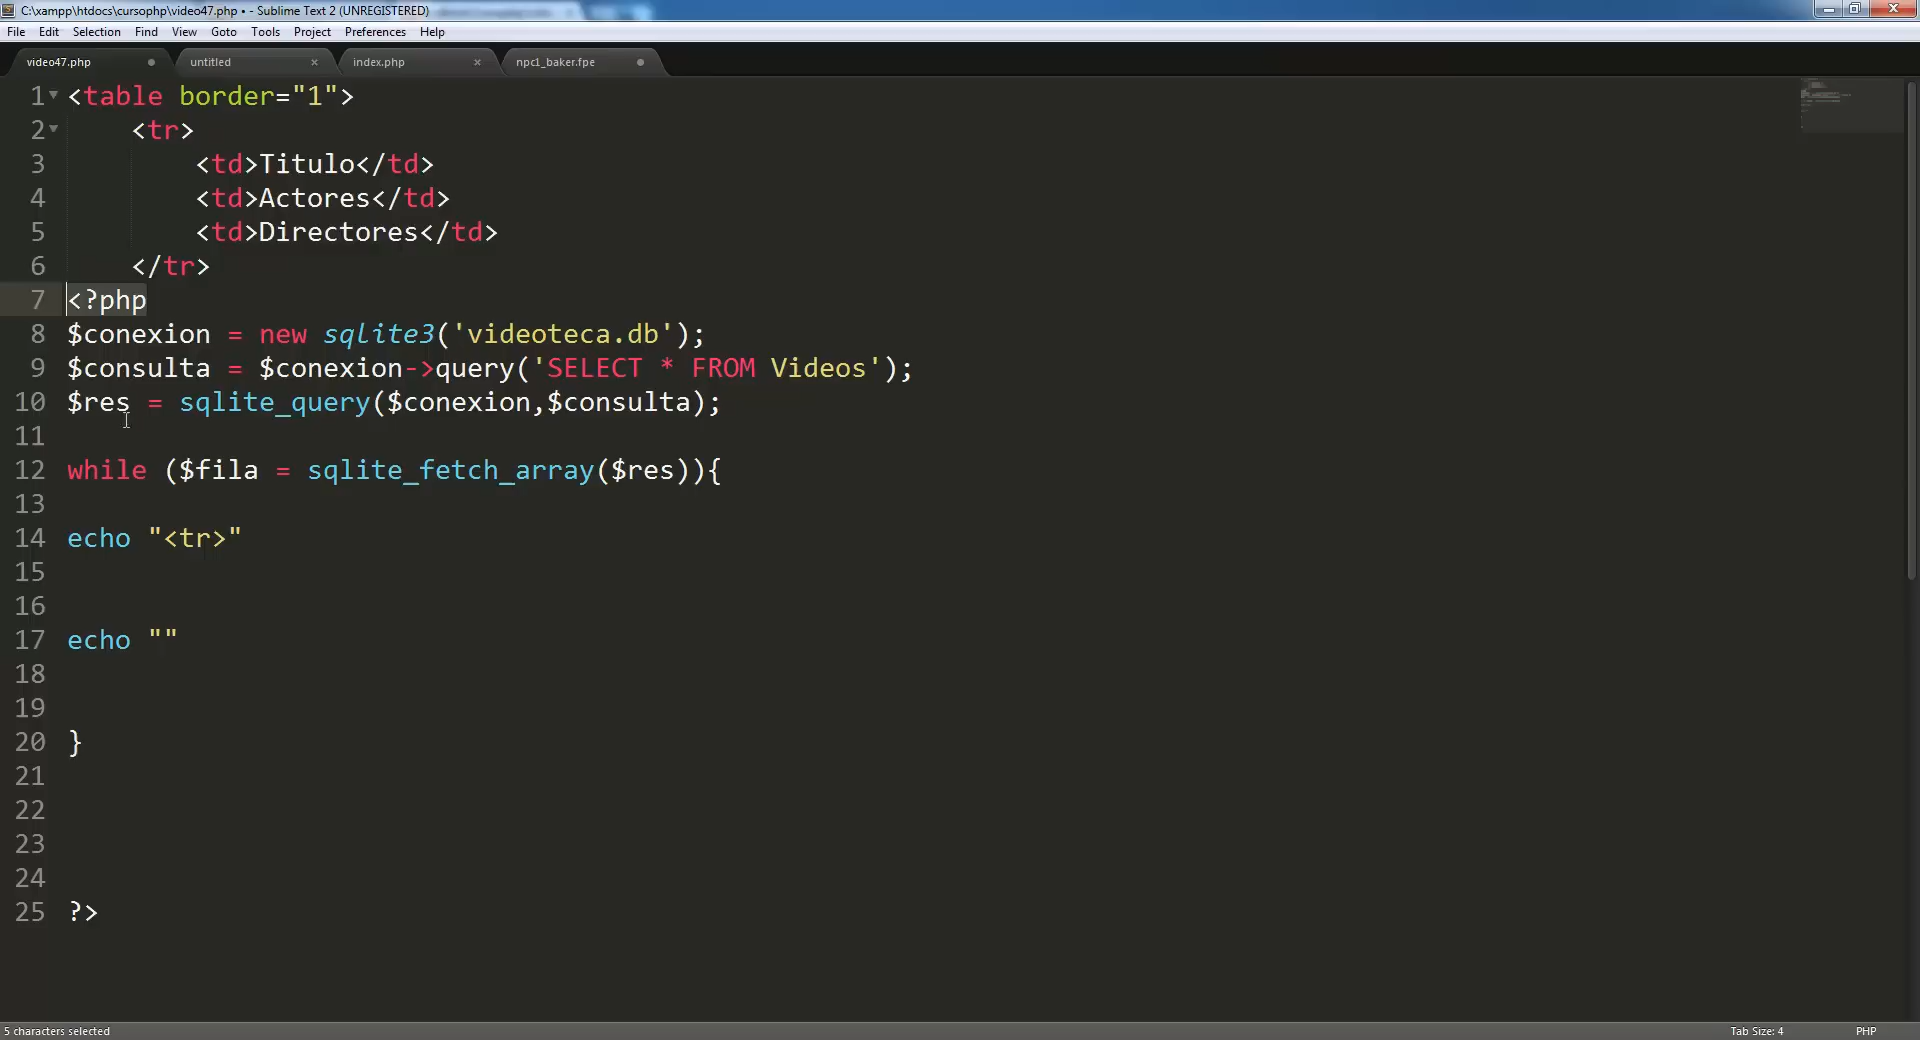 C:\xampp\htdocs\cursophp\video47.php • - Sublime Text 2 (UNREGISTERED)
File Edit Selection Find View Goto Tools Project Preferences Help
video47.php untitled index.php npc1_baker.fpe
1 <table border="1">
2 <tr>
3 <td>Titulo</td>
4 <td>Actores</td>
5 <td>Directores</td>
6 </tr>
7 <?php
8 $conexion = new sqlite3('videoteca.db');
9 $consulta = $conexion->query('SELECT * FROM Videos');
10 $res = sqlite_query($conexion,$consulta);
11
12 while ($fila = sqlite_fetch_array($res)){
13
14 echo "<tr>"
15
16
17 echo ""
18
19
20 }
21
22
23
24
25 ?>
5 characters selected Tab Size: 4 PHP